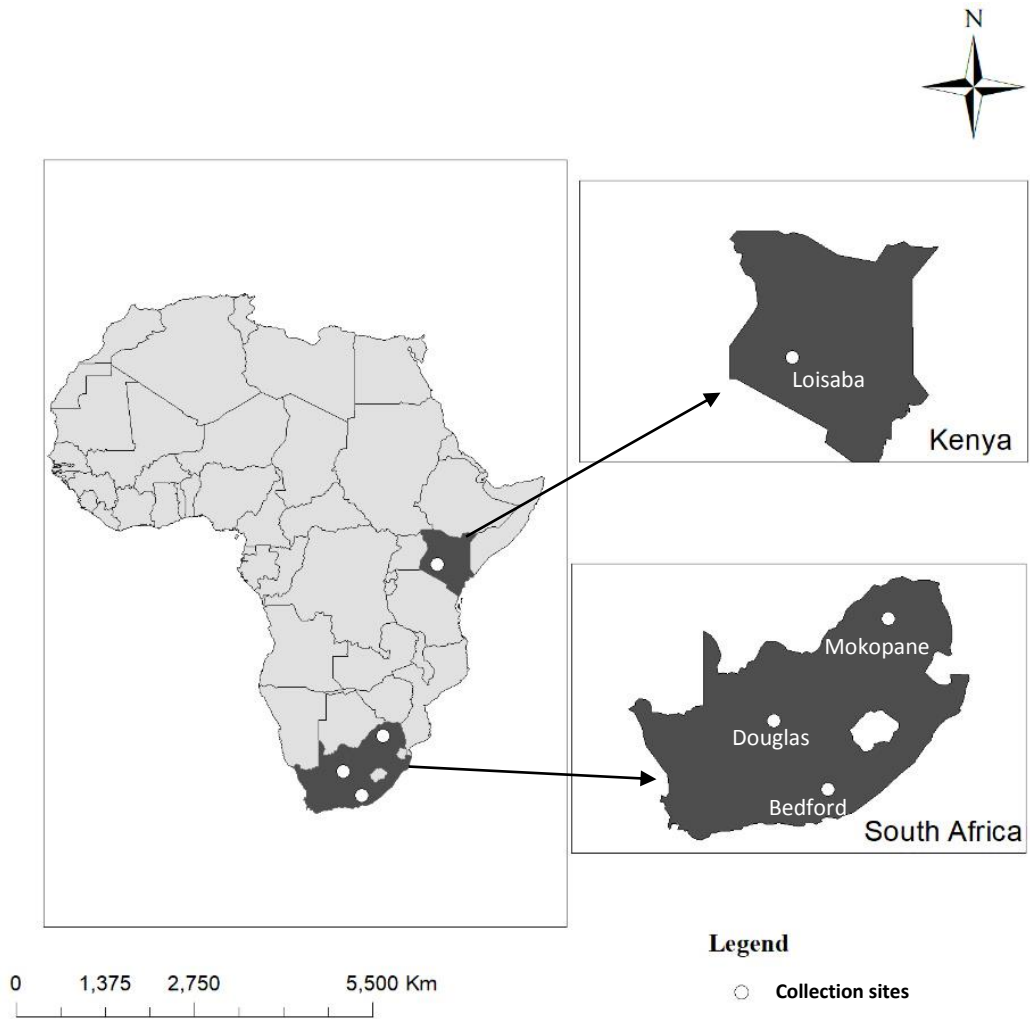 N
Loisaba
Kenya
Mokopane
Douglas
Bedford
South Africa
Legend
Collection sites
0 1,375 2,750 5,500 Km